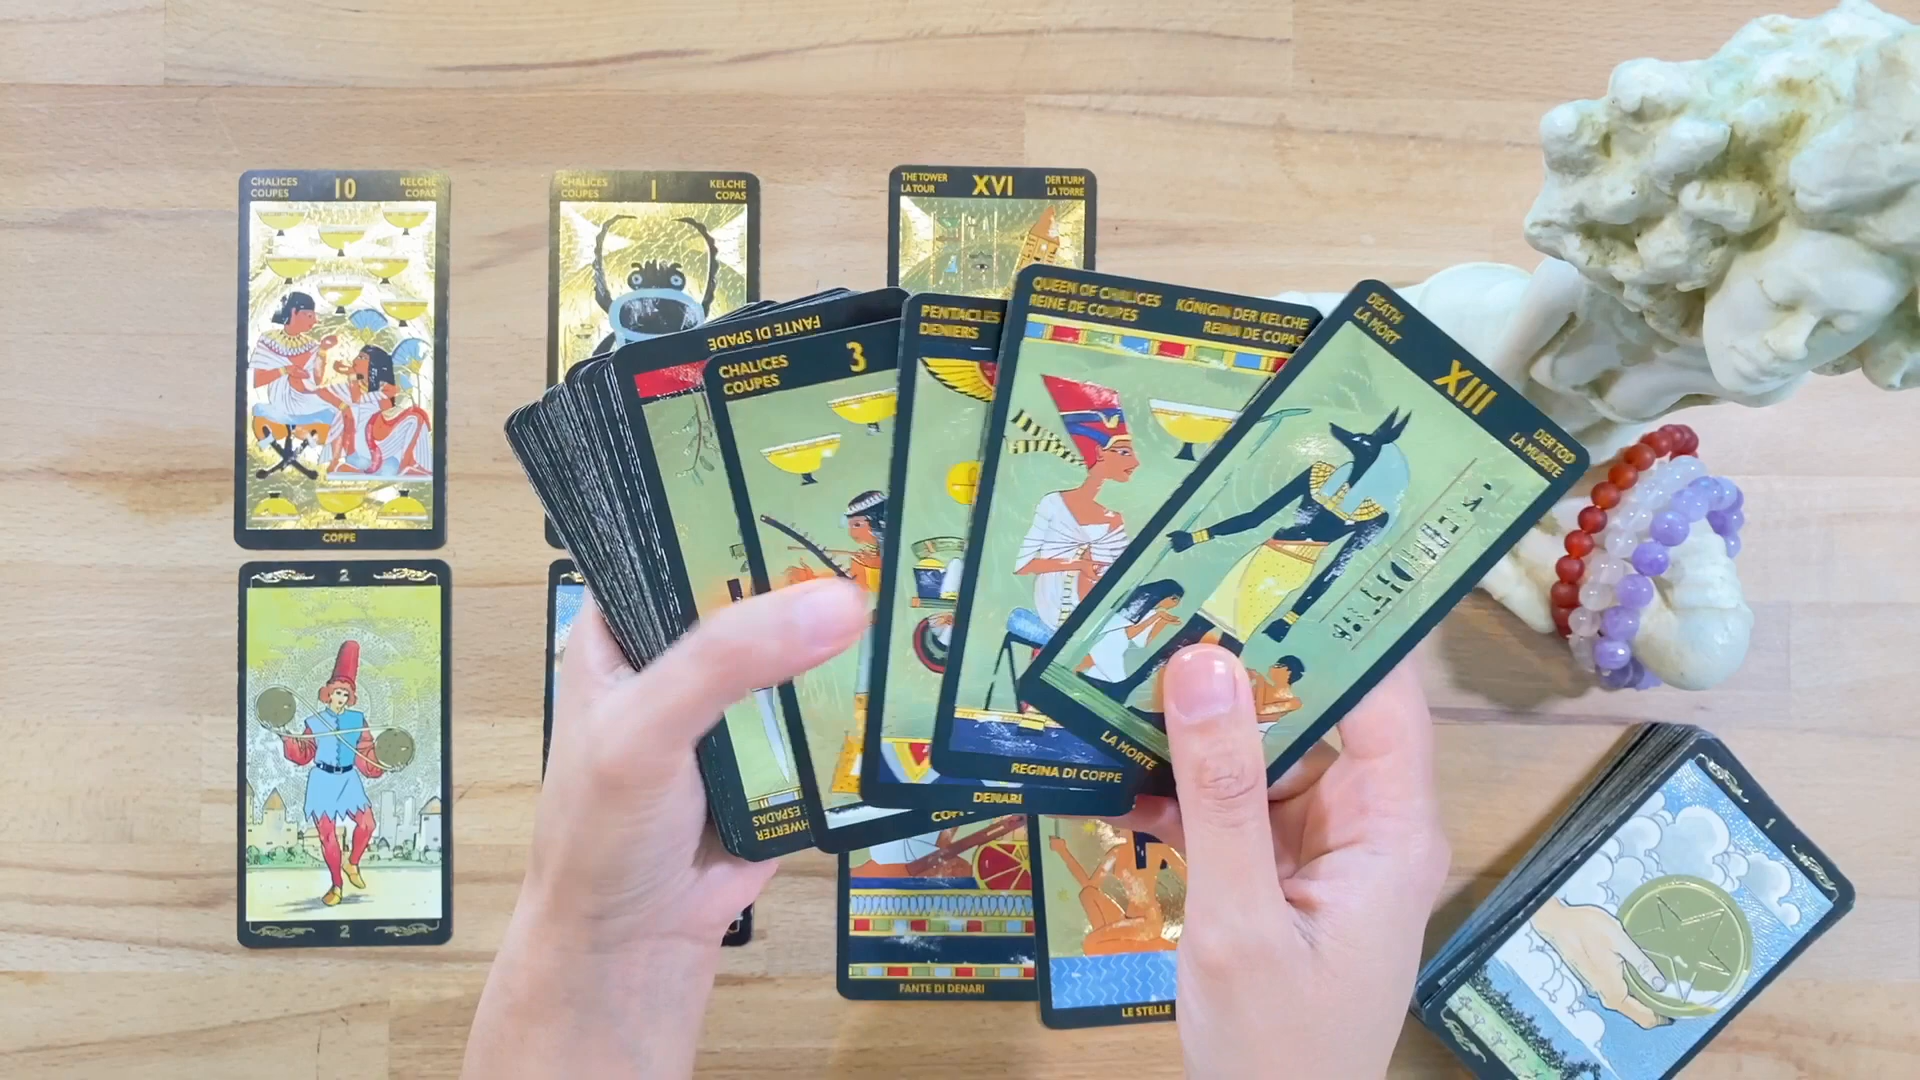 CHALICES 10 KELCHE
COUPES COPAS
COPPE
CHALICES 1 KELCHE
COUPES COPAS
THE TOWER XVI DER TURM
LA TOUR LA TORRE
FANTE DI SPADE
ESPADAS
CHALICES 3
COUPES
PENTACLES
DENIERS
DENARI
QUEEN OF CHALICES KÖNIGIN DER KELCHE
REINE DE COUPES REINA DE COPAS
REGINA DI COPPE
DEATH XIII DER TOD
LA MORT LA MUERTE
LA MORTE
2
2
FANTE DI DENARI
LE STELLE
1